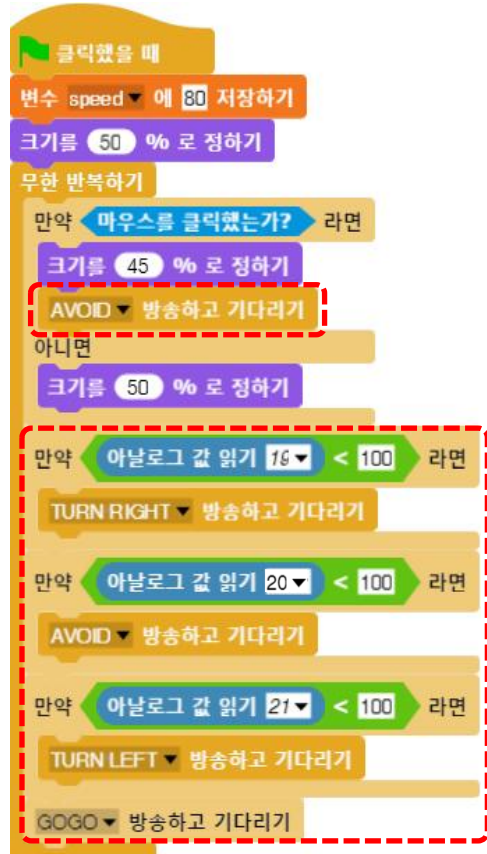 클릭했을 때
변수 speed 에 80 저장하기
크기를 50 % 로 정하기
무한 반복하기
만약 마우스를 클릭했는가? 라면
크기를 45 % 로 정하기
AVOID 방송하고 기다리기
아니면
크기를 50 % 로 정하기
만약 아날로그 값 읽기 19 < 100 라면
TURN RIGHT 방송하고 기다리기
만약 아날로그 값 읽기 20 < 100 라면
AVOID 방송하고 기다리기
만약 아날로그 값 읽기 21 < 100 라면
TURN LEFT 방송하고 기다리기
GOGO 방송하고 기다리기